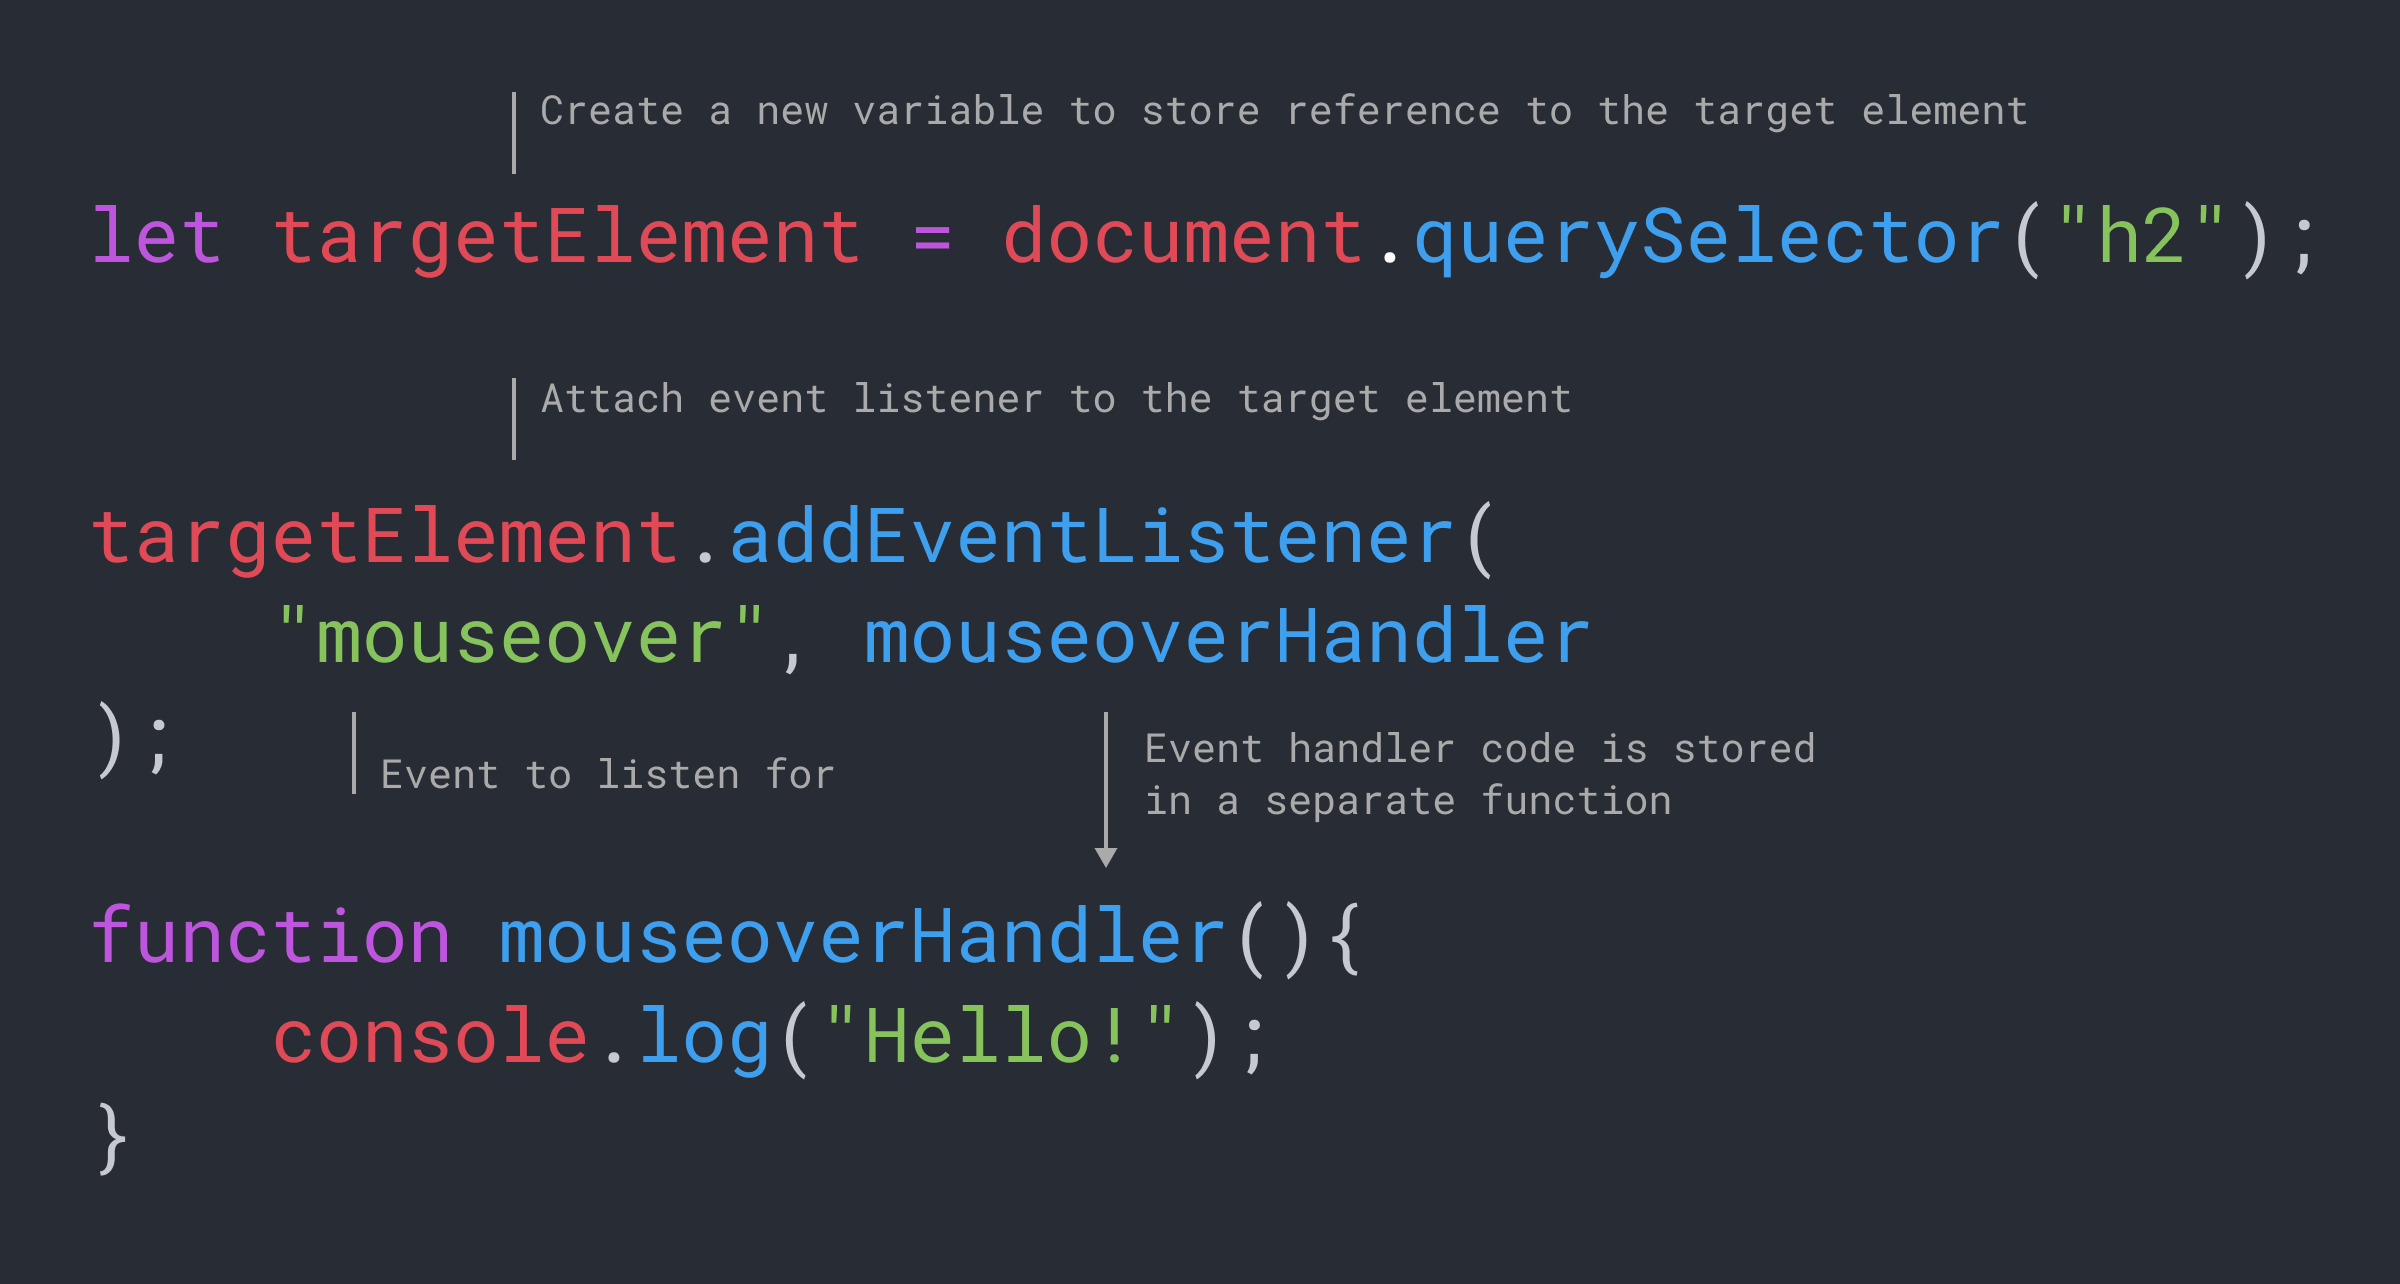 Create a new variable to store reference to the target element
let targetElement = document.querySelector("h2");
Attach event listener to the target element
targetElement.addEventListener(
"mouseover", mouseoverHandler
);
Event to listen for
Event handler code is stored
in a separate function
function mouseoverHandler(){
console.log("Hello!");
}